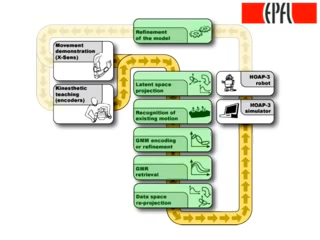 EPFL
Refinement
of the model
Movement
demonstration
(X-Sens)
Kinesthetic
teaching
(encoders)
Latent space
projection
HOAP-3
robot
Recognition of
existing motion
HOAP-3
simulator
GMM encoding
or refinement
GMR
retrieval
Data space
re-projection